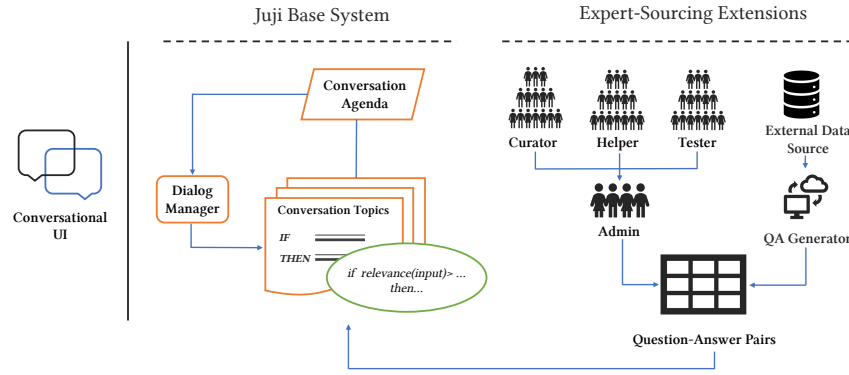 Juji Base System
Expert-Sourcing Extensions
Conversation
Agenda
Curator
Helper
Tester
External Data
Source
Conversational
UI
Dialog
Manager
Conversation Topics
IF
THEN
if relevance(input)> ...
then...
Admin
QA Generator
Question-Answer Pairs